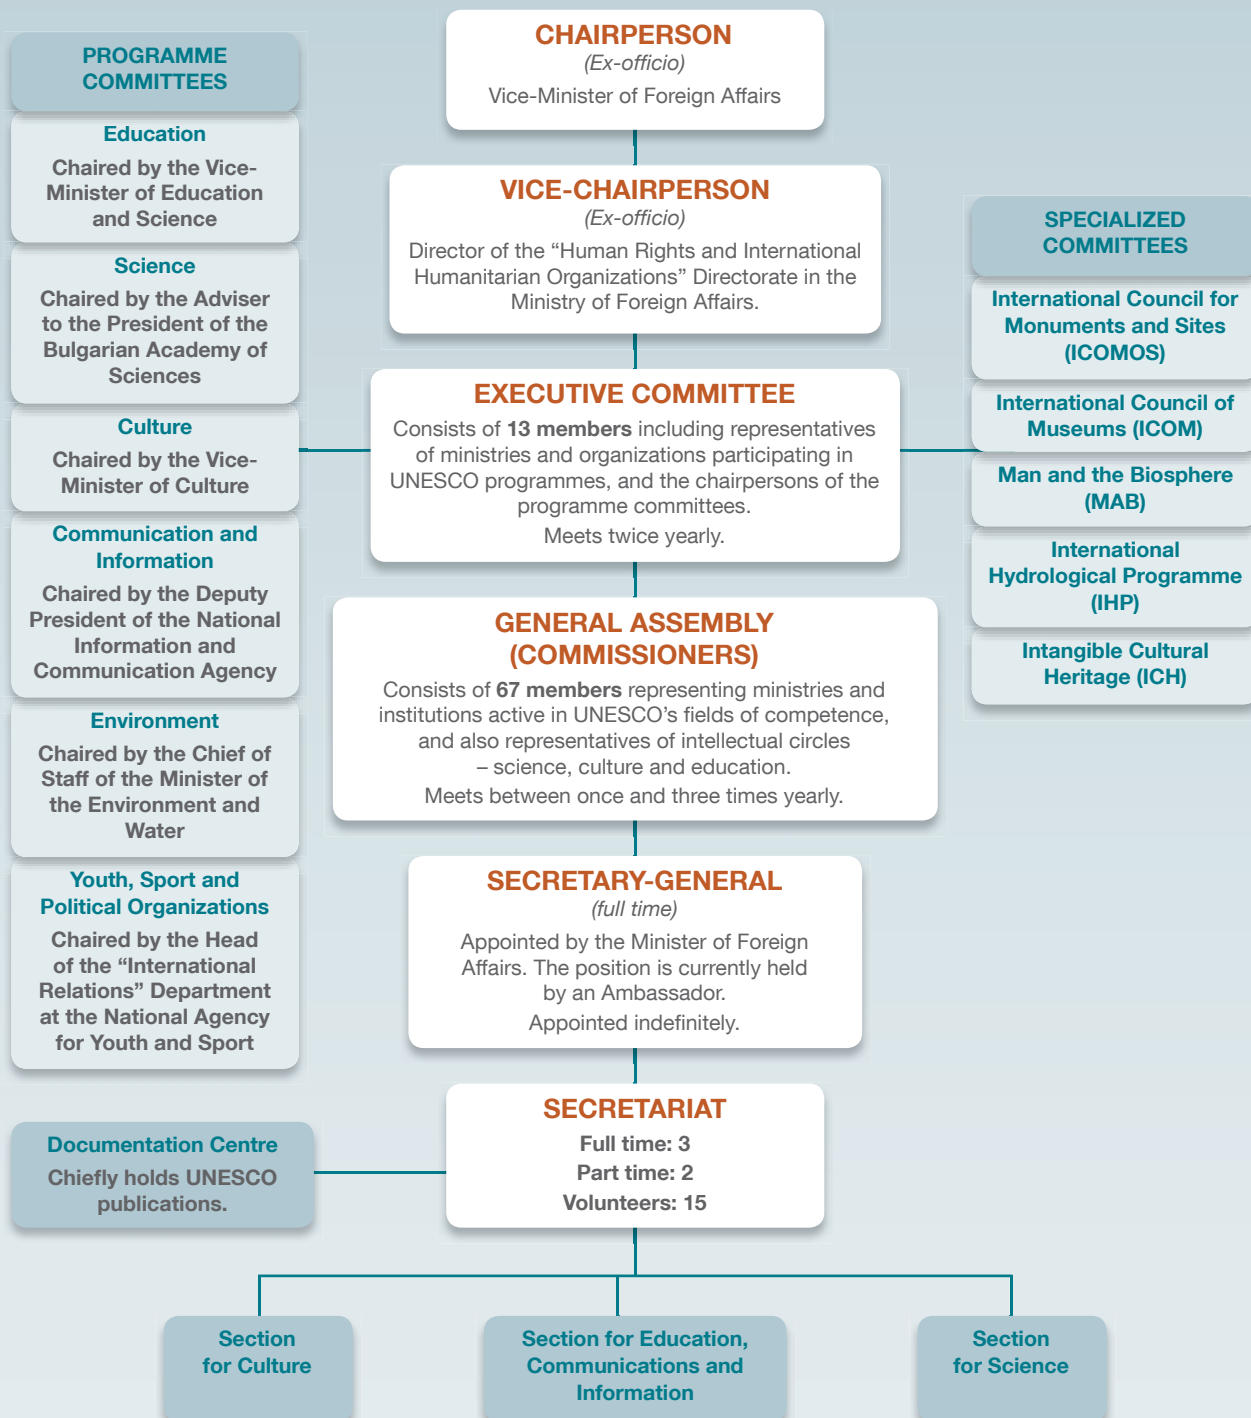 CHAIRPERSON
(Ex-officio)
Vice-Minister of Foreign Affairs
PROGRAMME
COMMITTEES
Education
Chaired by the Vice-
Minister of Education
and Science
Science
Chaired by the Adviser
to the President of the
Bulgarian Academy of
Sciences
Culture
Chaired by the Vice-
Minister of Culture
Communication and
Information
Chaired by the Deputy
President of the National
Information and
Communication Agency
Environment
Chaired by the Chief of
Staff of the Minister of
the Environment and
Water
Youth, Sport and
Political Organizations
Chaired by the Head
of the “International
Relations” Department
at the National Agency
for Youth and Sport
VICE-CHAIRPERSON
(Ex-officio)
Director of the “Human Rights and International
Humanitarian Organizations” Directorate in the
Ministry of Foreign Affairs.
EXECUTIVE COMMITTEE
Consists of 13 members including representatives
of ministries and organizations participating in
UNESCO programmes, and the chairpersons of the
programme committees.
Meets twice yearly.
GENERAL ASSEMBLY
(COMMISSIONERS)
Consists of 67 members representing ministries and
institutions active in UNESCO’s fields of competence,
and also representatives of intellectual circles
– science, culture and education.
Meets between once and three times yearly.
SECRETARY-GENERAL
(full time)
Appointed by the Minister of Foreign
Affairs. The position is currently held
by an Ambassador.
Appointed indefinitely.
SPECIALIZED
COMMITTEES
International Council for
Monuments and Sites
(ICOMOS)
International Council of
Museums (ICOM)
Man and the Biosphere
(MAB)
International
Hydrological Programme
(IHP)
Intangible Cultural
Heritage (ICH)
SECRETARIAT
Full time: 3
Part time: 2
Volunteers: 15
Documentation Centre
Chiefly holds UNESCO
publications.
Section
for Culture
Section for Education,
Communications and
Information
Section
for Science